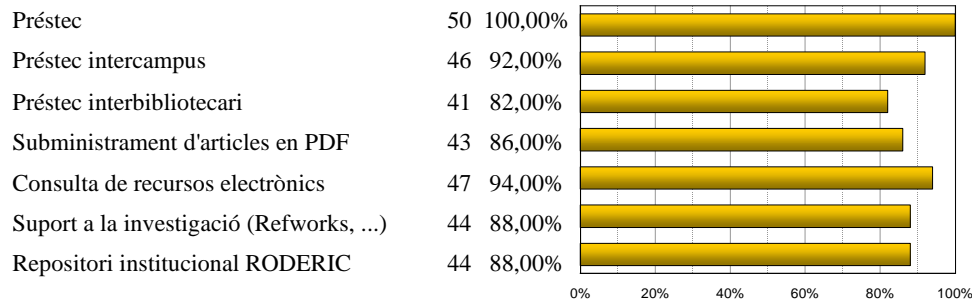 Préstec 50 100,00%
Préstec intercampus 46 92,00%
Préstec interbibliotecari 41 82,00%
Subministrament d'articles en PDF 43 86,00%
Consulta de recursos electrònics 47 94,00%
Suport a la investigació (Refworks, ...) 44 88,00%
Repositori institucional RODERIC 44 88,00%
0% 20% 40% 60% 80% 100%